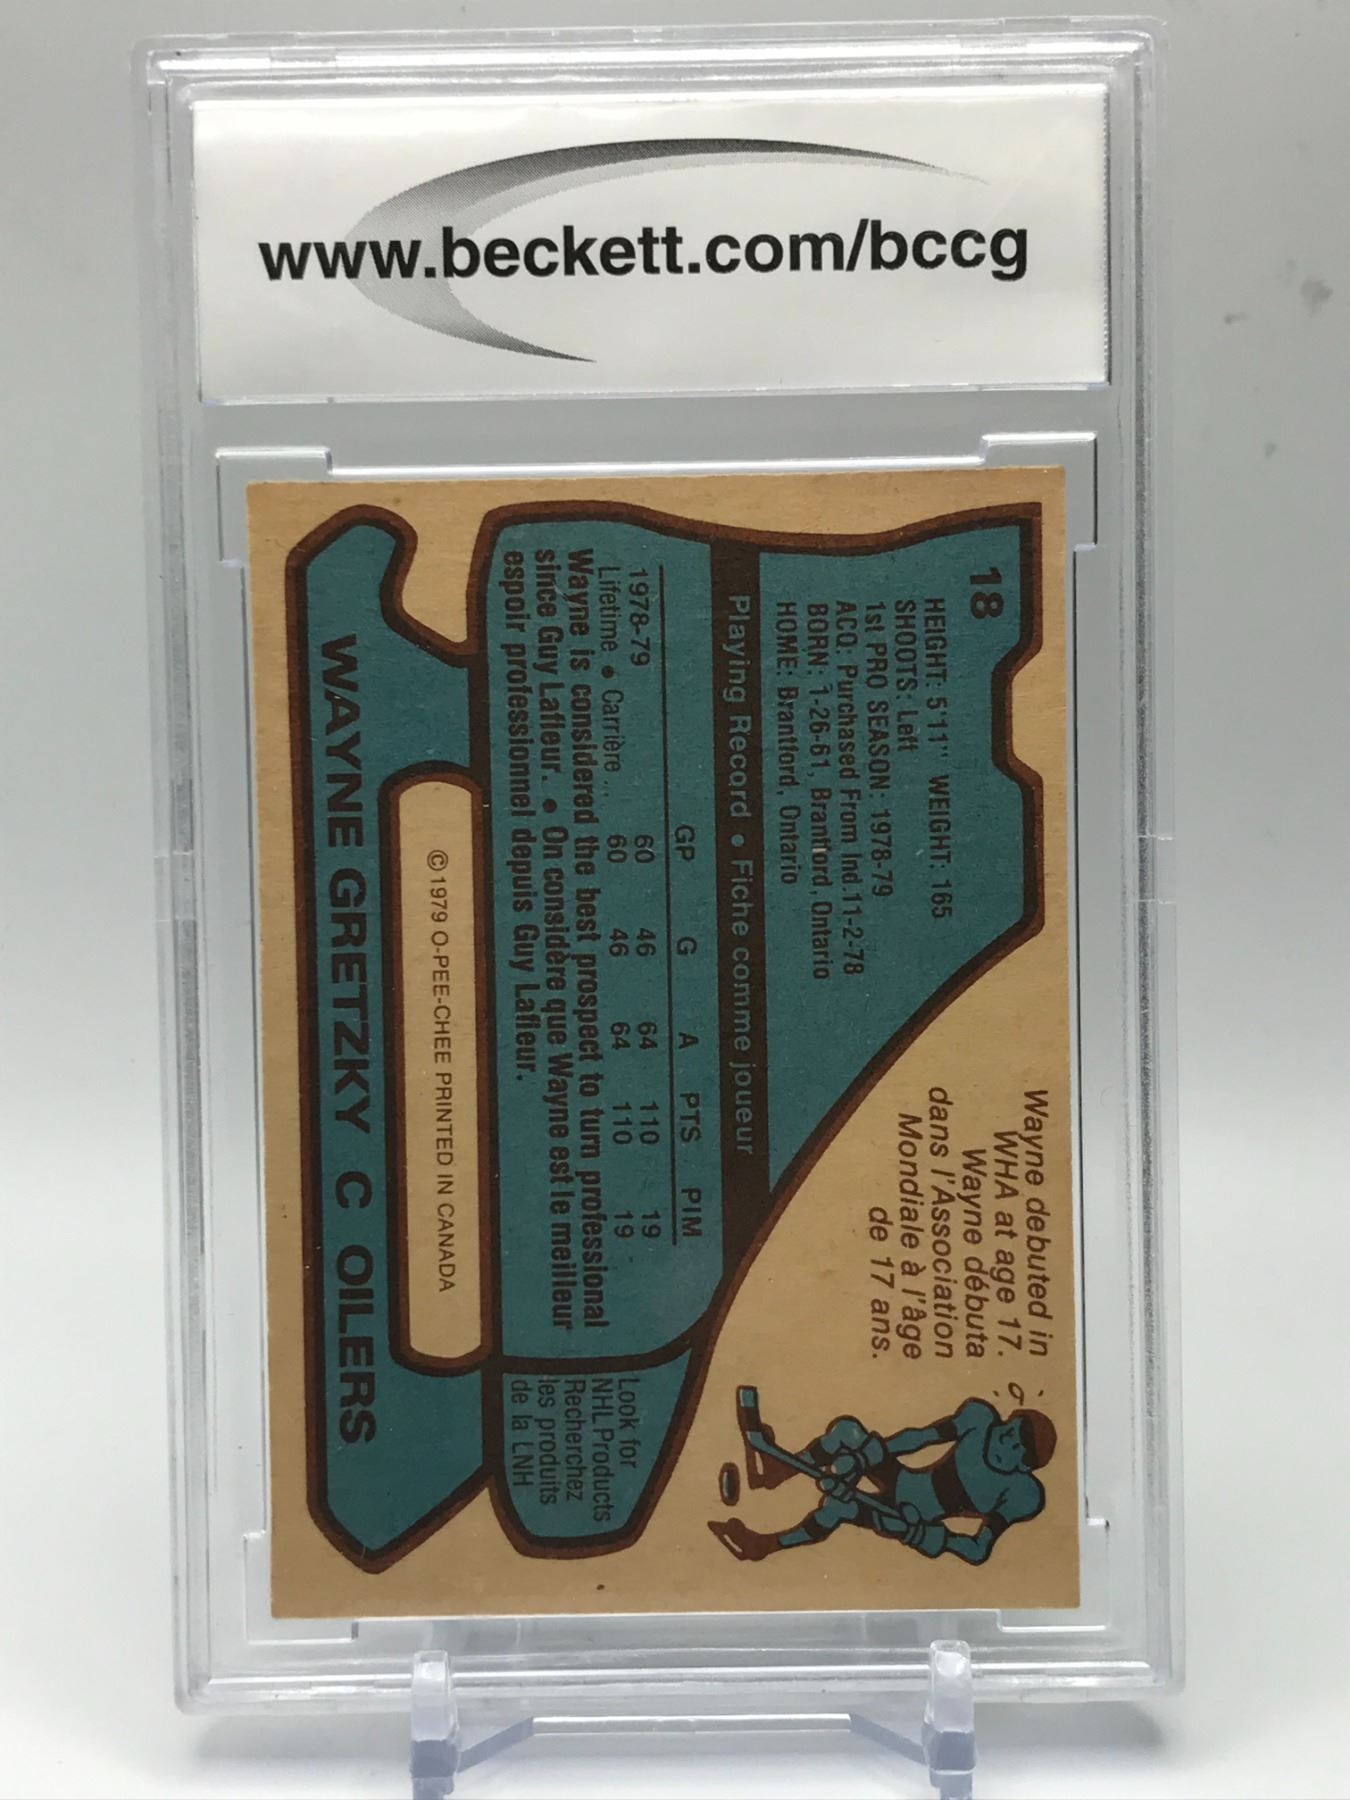 www.beckett.com/bccg
18
HEIGHT: 5'11" WEIGHT: 165
SHOOTS: Left
1st PRO SEASON: 1978-79
ACQ: Purchased From Ind.11-2-78
BORN: 1-26-61, Brantford, Ontario
HOME: Brantford, Ontario
Wayne debuted in
WHA at age 17.
Wayne débuta
dans l'Association
Mondiale à l'âge
de 17 ans.
Playing Record • Fiche comme joueur
GP G A PTS PIM
1978-79 60 46 64 110 19
Lifetime • Carrière ... 60 46 64 110 19
Wayne is considered the best prospect to turn professional
since Guy Lafleur. • On considère que Wayne est le meilleur
espoir professionnel depuis Guy Lafleur.
Look for
NHL Products
Recherchez
les produits
de la LNH
© 1979 O-PEE-CHEE PRINTED IN CANADA
WAYNE GRETZKY C OILERS